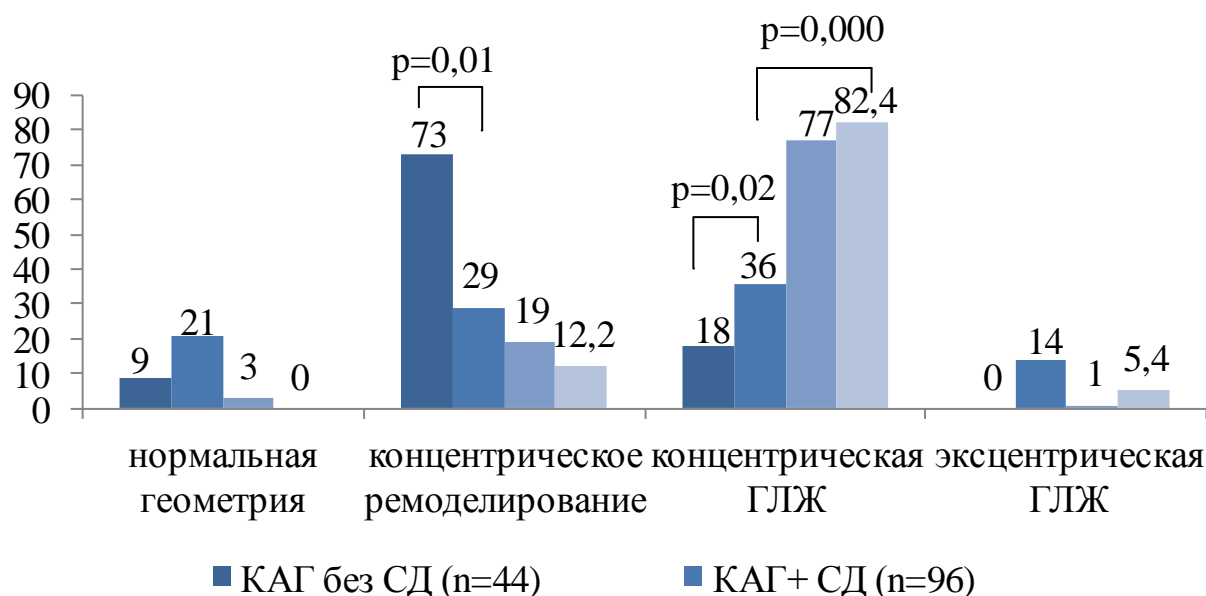 p=0,000
p=0,01
90
80
70
60
50
40
30
20
10
0
73
77
82,4
p=0,02
9
21
3
0
29
19
12,2
18
36
0
14
1
5,4
нормальная геометрия
концентрическое ремоделирование
концентрическая ГЛЖ
эксцентрическая ГЛЖ
КАГ без СД (n=44)
КАГ+ СД (n=96)